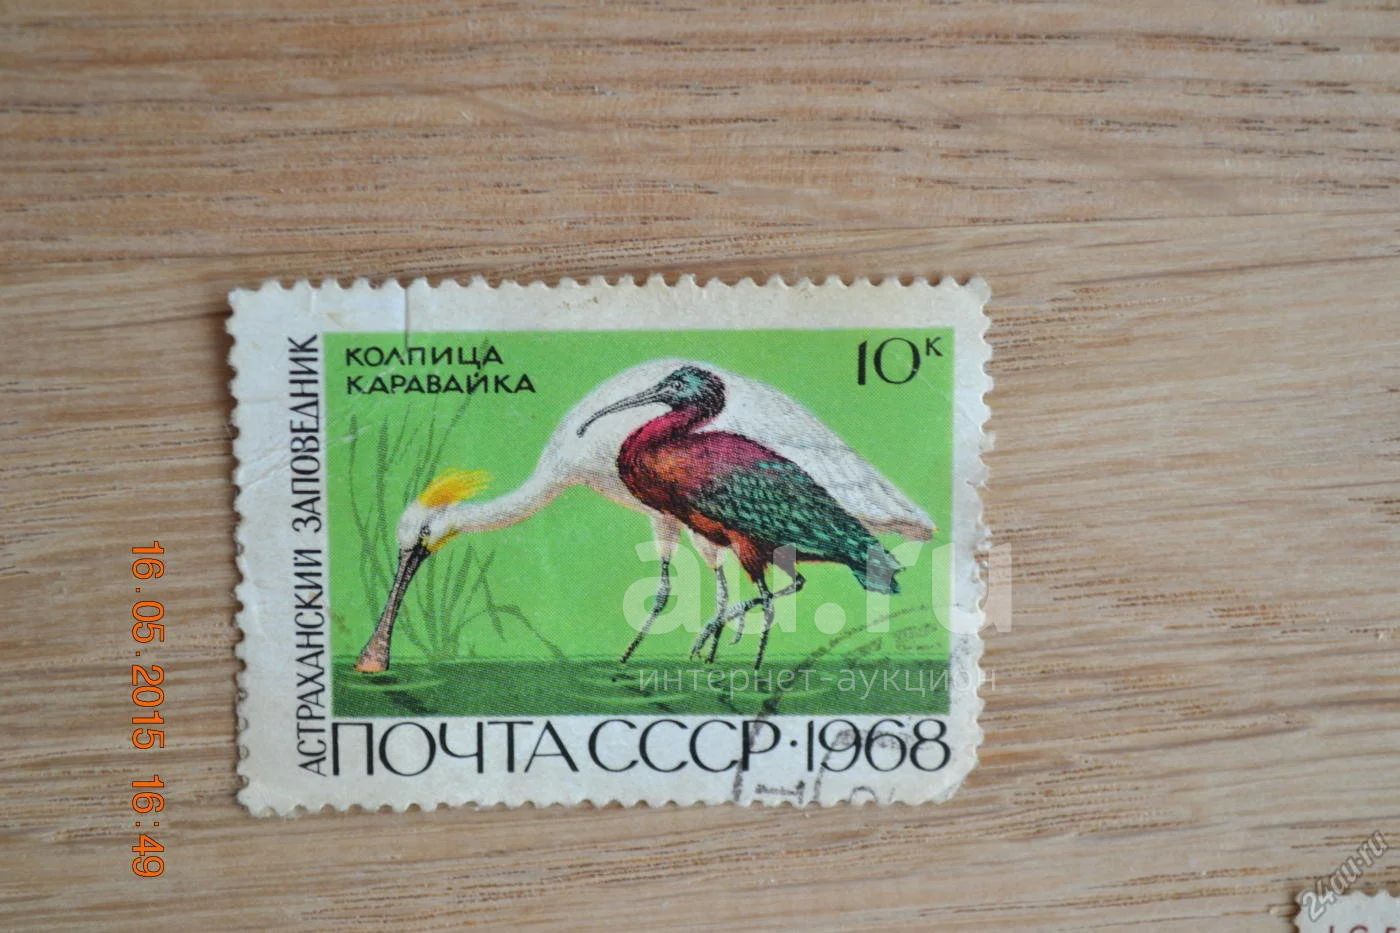 КОЛПИЦА
КАРАВАЙКА
10К
АСТРАХАНСКИЙ ЗАПОВЕДНИК
ПОЧТА СССР·1968
au.ru
интернет-аукцион
16.05.2015 16:49
24au.ru